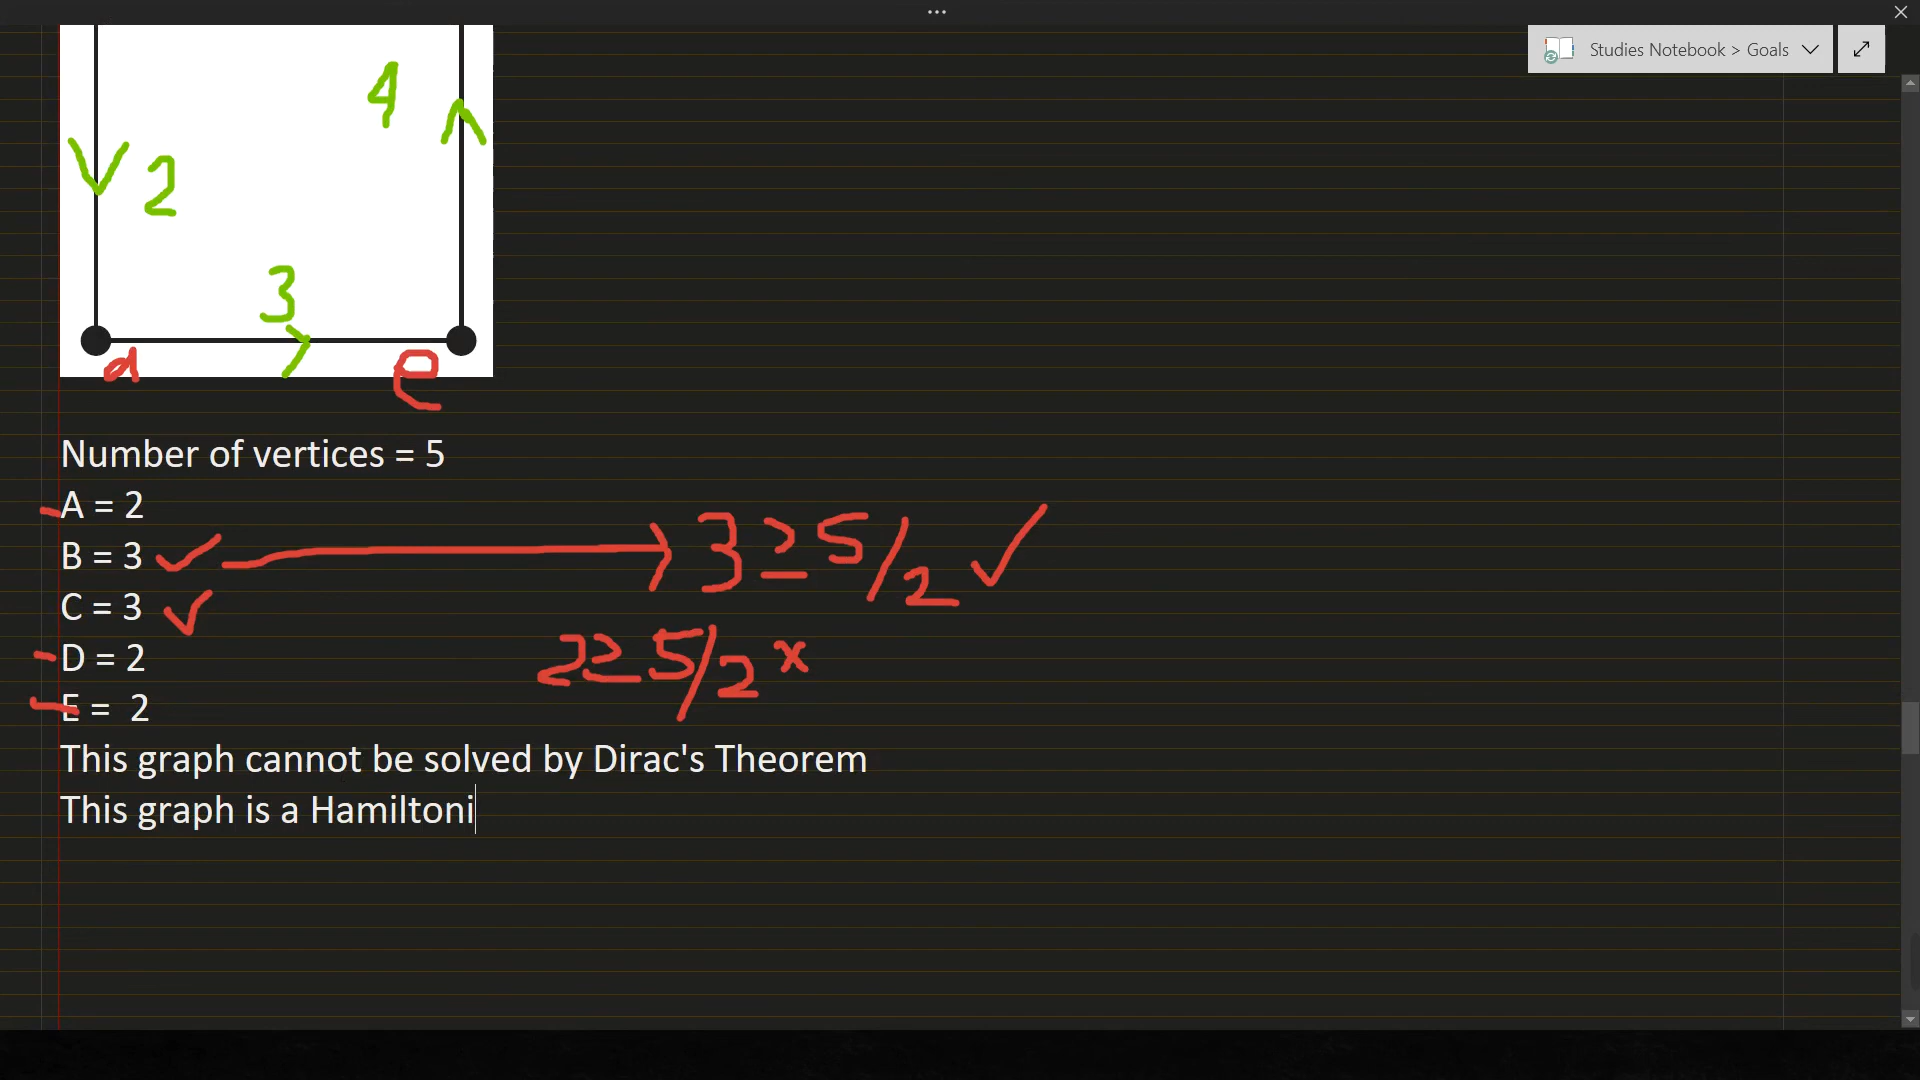 Studies Notebook > Goals
4
2
3
d
e
Number of vertices = 5
A = 2
B = 3 ✓ → 3 ≥ 5/2 ✓
C = 3 ✓
2 ≥ 5/2 ×
D = 2
E = 2
This graph cannot be solved by Dirac's Theorem
This graph is a Hamiltoni